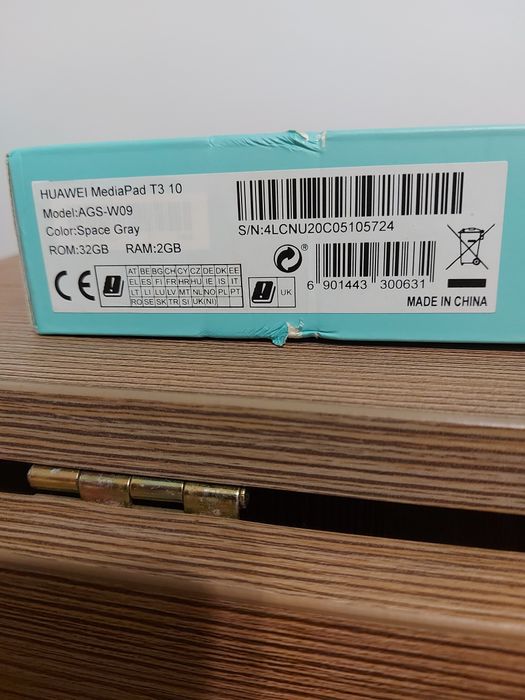 HUAWEI MediaPad T3 10
Model:AGS-W09
Color:Space Gray
ROM:32GB RAM:2GB
S/N:4LCNU20C05105724
CE
AT BE BG CH CY CZ DE DK EE
EL ES FI FR HR HU IE IS IT
LT LI LU LV MT NL NO PL PT
RO SE SK TR SI UK(NI)
UK
6 901443 300631
MADE IN CHINA